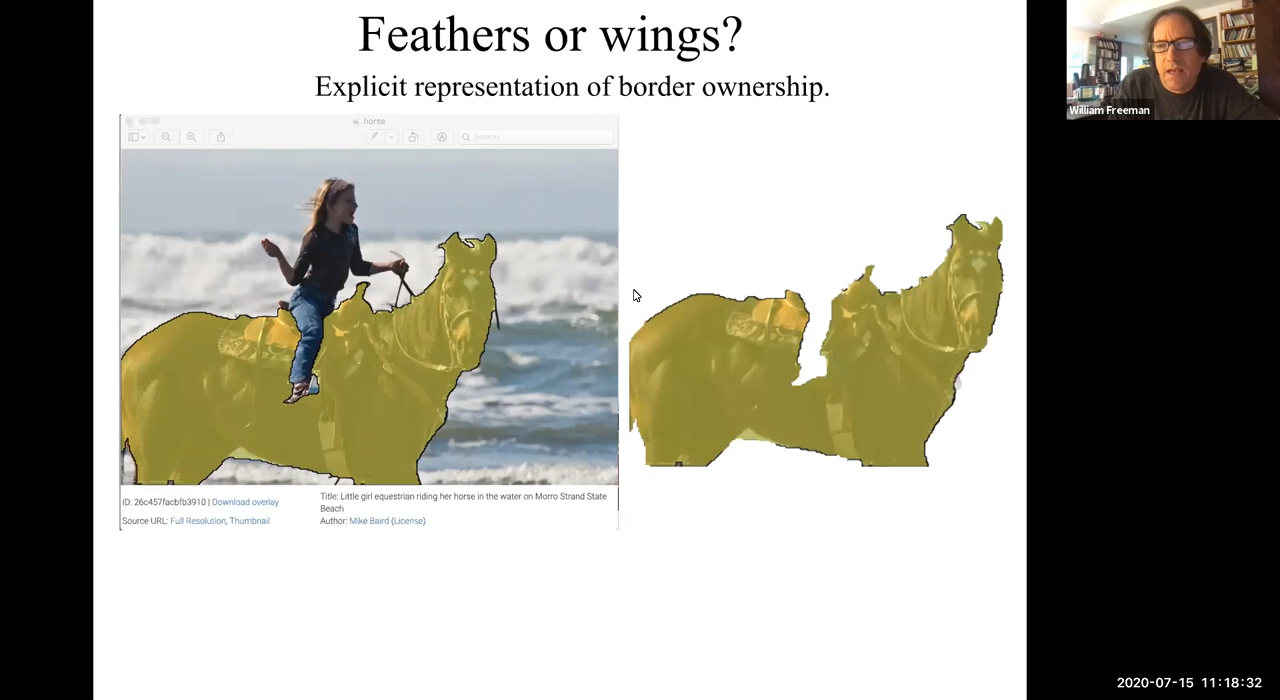 Feathers or wings?
Explicit representation of border ownership.
William Freeman
horse
Search
ID: 26c457facbfb3910 | Download overlay
Source URL: Full Resolution, Thumbnail
Title: Little girl equestrian riding her horse in the water on Morro Strand State
Beach
Author: Mike Baird (License)
2020-07-15 11:18:32